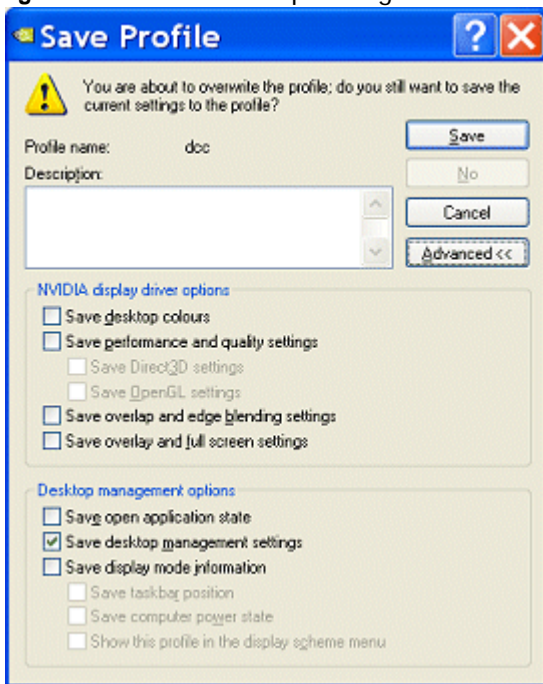 Save Profile
You are about to overwrite the profile; do you still want to save the
current settings to the profile?
Profile name: dcc
Description:
Save
No
Cancel
Advanced <<
NVIDIA display driver options
Save desktop colours
Save performance and quality settings
Save Direct3D settings
Save OpenGL settings
Save overlap and edge blending settings
Save overlay and full screen settings
Desktop management options
Save open application state
Save desktop management settings
Save display mode information
Save taskbar position
Save computer power state
Show this profile in the display scheme menu